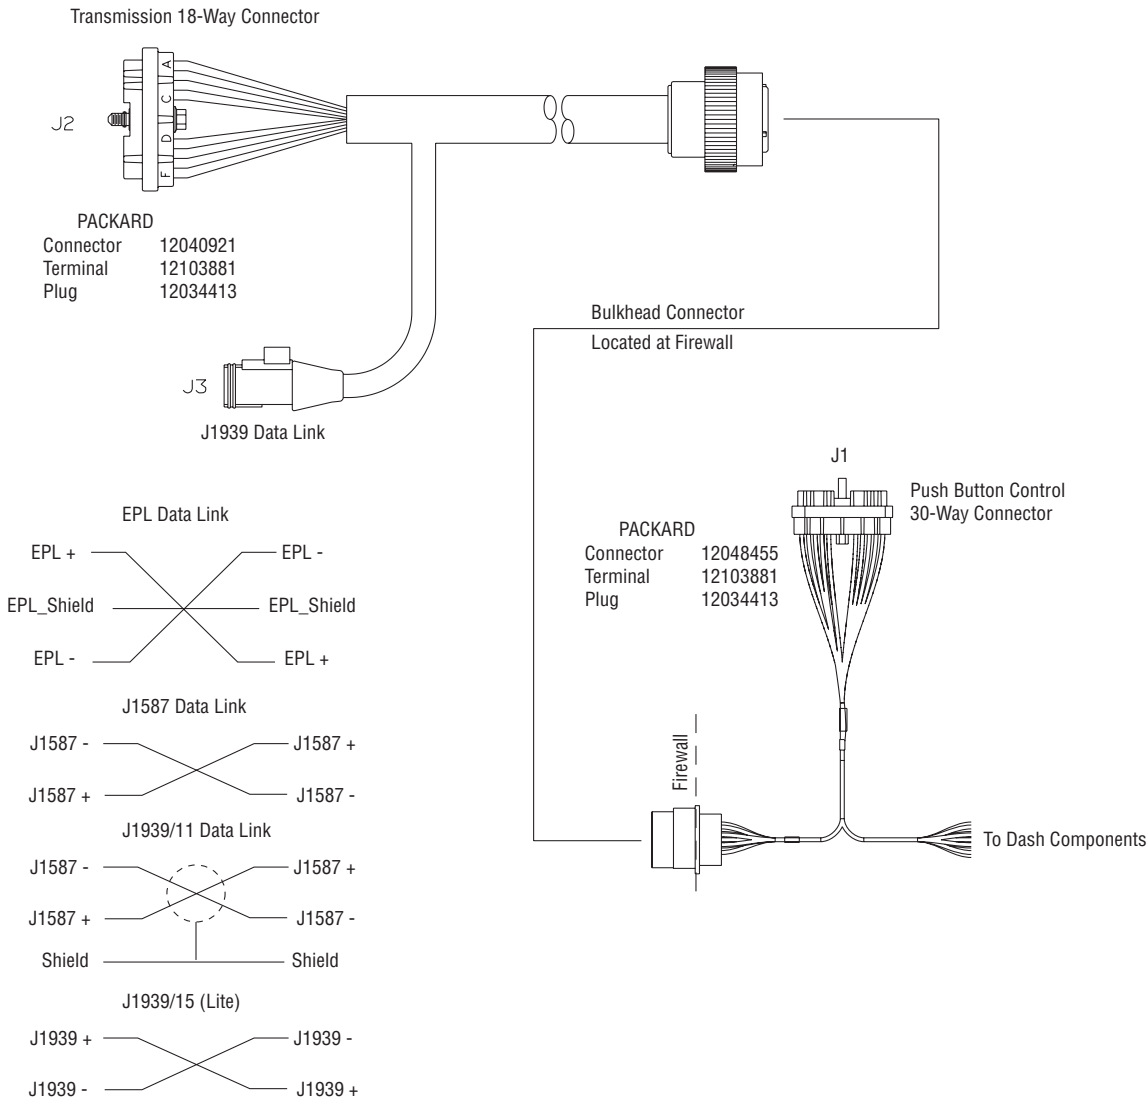 Transmission 18-Way Connector
A
C
J2
D
F
PACKARD
Connector 12040921
Terminal 12103881
Plug 12034413
Bulkhead Connector
Located at Firewall
J3
J1939 Data Link
J1
Push Button Control
30-Way Connector
PACKARD
Connector 12048455
Terminal 12103881
Plug 12034413
EPL Data Link
EPL + EPL -
EPL_Shield EPL_Shield
EPL - EPL +
J1587 Data Link
J1587 - J1587 +
J1587 + J1587 -
Firewall
To Dash Components
J1939/11 Data Link
J1587 - J1587 +
J1587 + J1587 -
Shield Shield
J1939/15 (Lite)
J1939 + J1939 -
J1939 - J1939 +